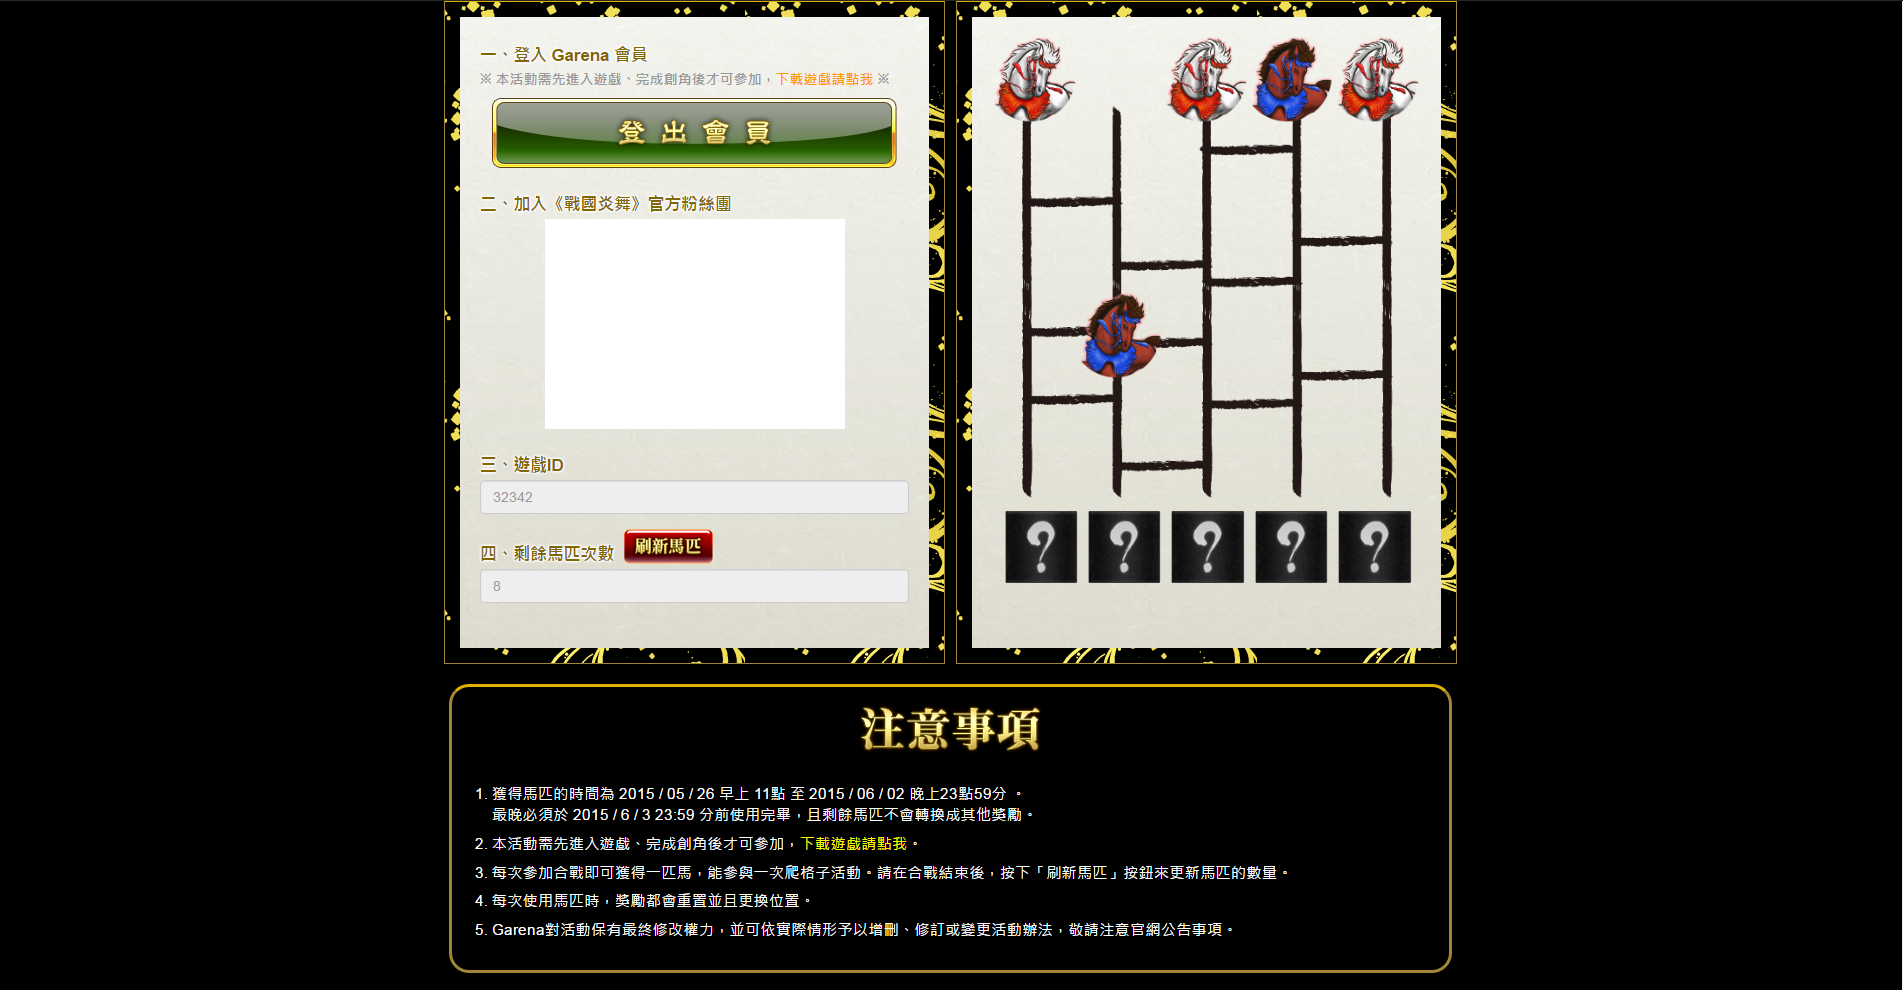 一、登入 Garena 會員
※ 本活動需先進入遊戲、完成創角後才可參加，下載遊戲請點我 ※
登出會員
二、加入《戰國炎舞》官方粉絲團
三、遊戲ID
32342
四、剩餘馬匹次數 刷新馬匹
8
? ? ? ? ?
注意事項
1. 獲得馬匹的時間為 2015 / 05 / 26 早上 11點 至 2015 / 06 / 02 晚上23點59分 。
最晚必須於 2015 / 6 / 3 23:59 分前使用完畢，且剩餘馬匹不會轉換成其他獎勵。
2. 本活動需先進入遊戲、完成創角後才可參加，下載遊戲請點我。
3. 每次參加合戰即可獲得一匹馬，能參與一次爬格子活動。請在合戰結束後，按下「刷新馬匹」按鈕來更新馬匹的數量。
4. 每次使用馬匹時，獎勵都會重置並且更換位置。
5. Garena對活動保有最終修改權力，並可依實際情形予以增刪、修訂或變更活動辦法，敬請注意官網公告事項。